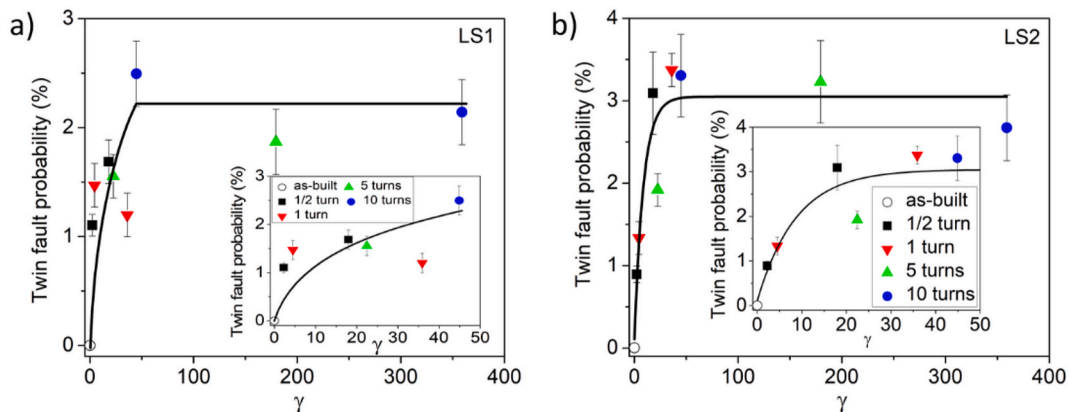 a)
LS1
Twin fault probability (%)
3
2
1
0
0 100 200 300 400
γ
Twin fault probability (%)
3
2
1
0
0 10 20 30 40 50
γ
as-built
1/2 turn
1 turn
5 turns
10 turns
b)
LS2
Twin fault probability (%)
4
3
2
1
0
0 100 200 300 400
γ
Twin fault probability (%)
4
3
2
1
0
0 10 20 30 40 50
γ
as-built
1/2 turn
1 turn
5 turns
10 turns